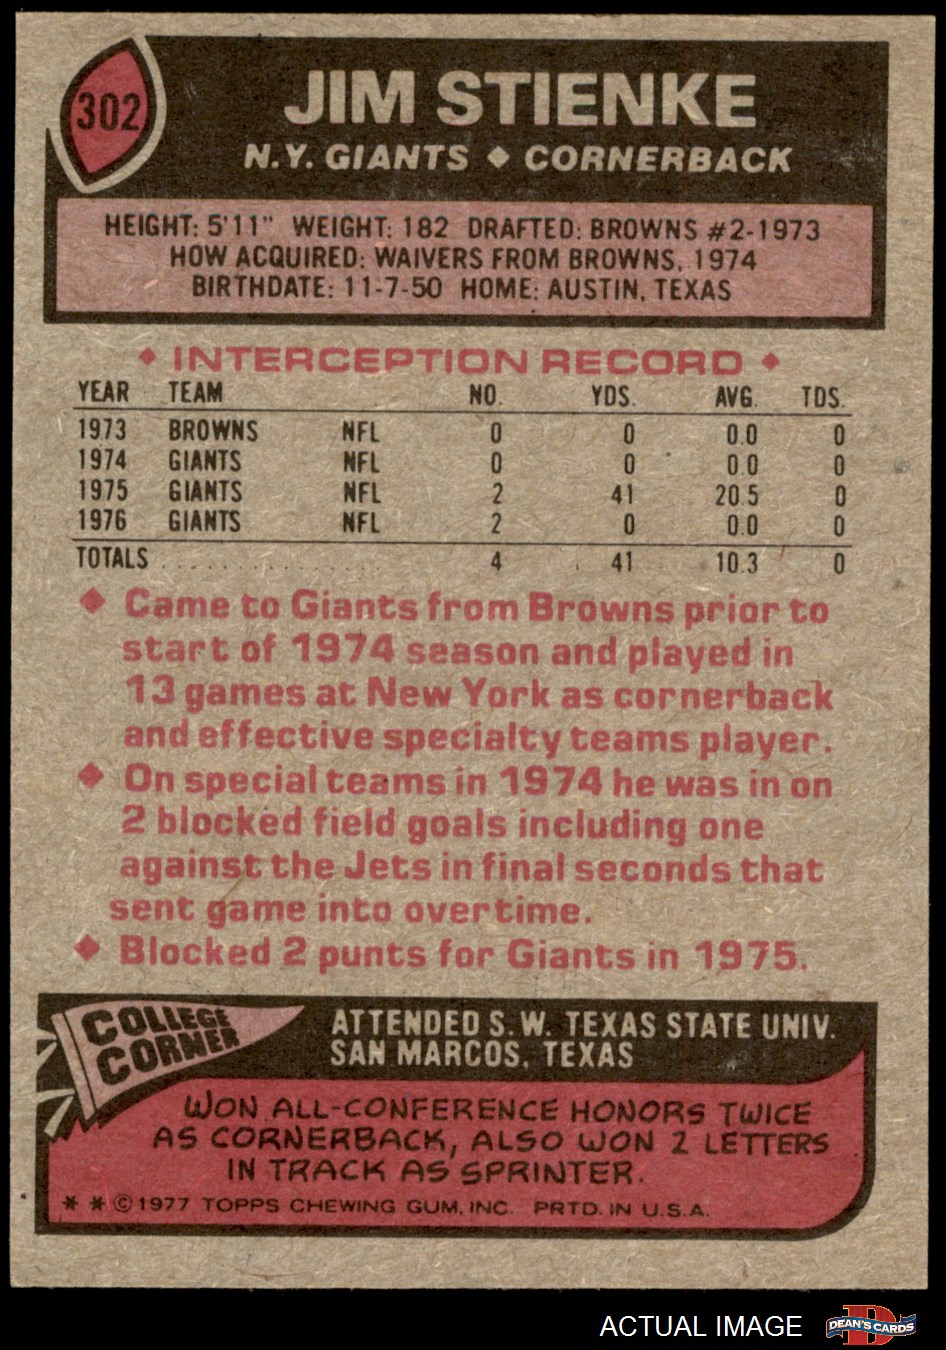 302
JIM STIENKE
N.Y. GIANTS ♦ CORNERBACK
HEIGHT: 5'11" WEIGHT: 182 DRAFTED: BROWNS #2-1973
HOW ACQUIRED: WAIVERS FROM BROWNS, 1974
BIRTHDATE: 11-7-50 HOME: AUSTIN, TEXAS
♦ INTERCEPTION RECORD ♦
YEAR TEAM NO. YDS. AVG. TDS.
1973 BROWNS NFL 0 0 0.0 0
1974 GIANTS NFL 0 0 0.0 0
1975 GIANTS NFL 2 41 20.5 0
1976 GIANTS NFL 2 0 0.0 0
TOTALS . . . . . . . . . . . . . . 4 41 10.3 0
♦ Came to Giants from Browns prior to
start of 1974 season and played in
13 games at New York as cornerback
and effective specialty teams player.
♦ On special teams in 1974 he was in on
2 blocked field goals including one
against the Jets in final seconds that
sent game into overtime.
♦ Blocked 2 punts for Giants in 1975.
COLLEGE
CORNER
ATTENDED S.W. TEXAS STATE UNIV.
SAN MARCOS, TEXAS
WON ALL-CONFERENCE HONORS TWICE
AS CORNERBACK, ALSO WON 2 LETTERS
IN TRACK AS SPRINTER.
* * © 1977 TOPPS CHEWING GUM, INC. PRTD. IN U.S.A.
ACTUAL IMAGE
D
DEAN'S CARDS